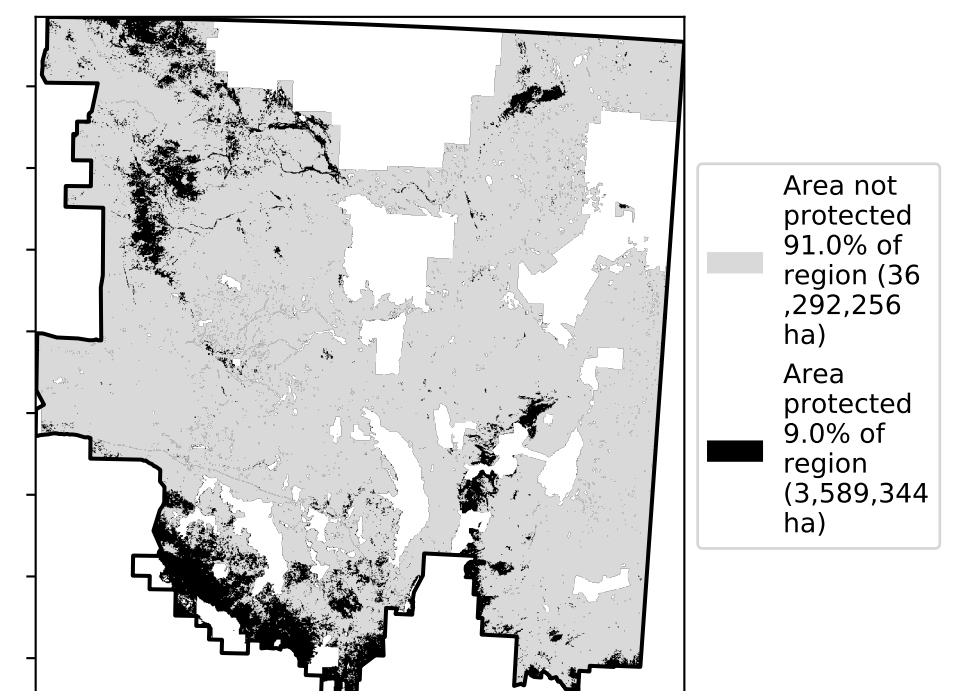 Area not
protected
91.0% of
region (36
,292,256
ha)
Area
protected
9.0% of
region
(3,589,344
ha)